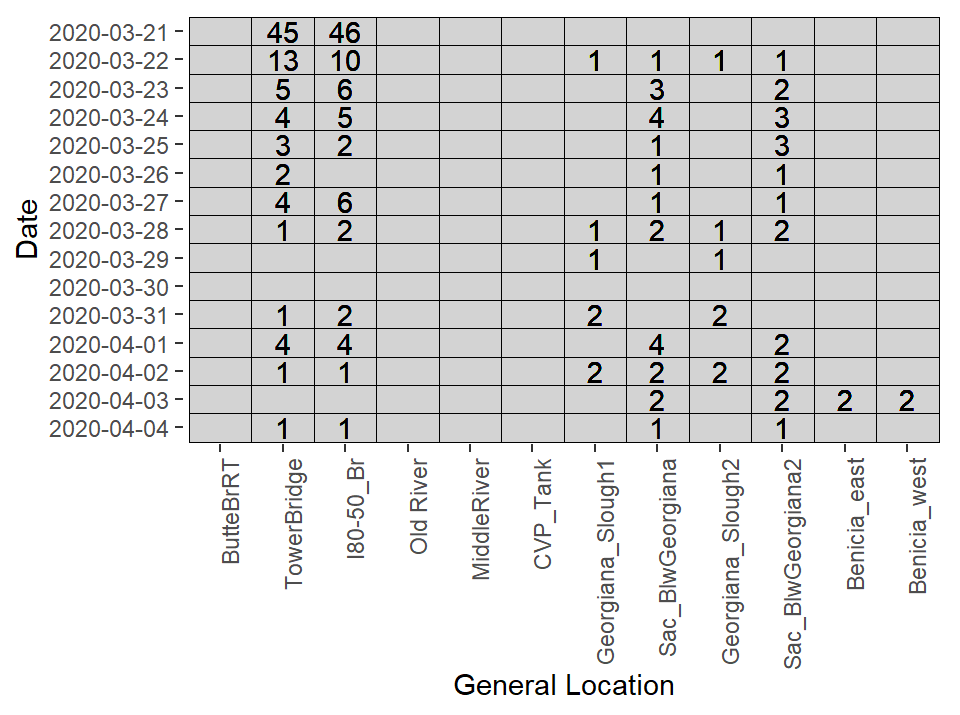 2020-03-21 45 46
2020-03-22 13 10 1 1 1 1
2020-03-23 5 6 3 2
2020-03-24 4 5 4 3
2020-03-25 3 2 1 3
2020-03-26 2 1 1
2020-03-27 4 6 1 1
2020-03-28 1 2 1 2 1 2
2020-03-29 1 1
2020-03-30
2020-03-31 1 2 2 2
2020-04-01 4 4 4 2
2020-04-02 1 1 2 2 2 2
2020-04-03 2 2 2 2
2020-04-04 1 1 1 1
Date
ButteBrRT
TowerBridge
I80-50_Br
Old River
MiddleRiver
CVP_Tank
Georgiana_Slough1
Sac_BlwGeorgiana
Georgiana_Slough2
Sac_BlwGeorgiana2
Benicia_east
Benicia_west
General Location